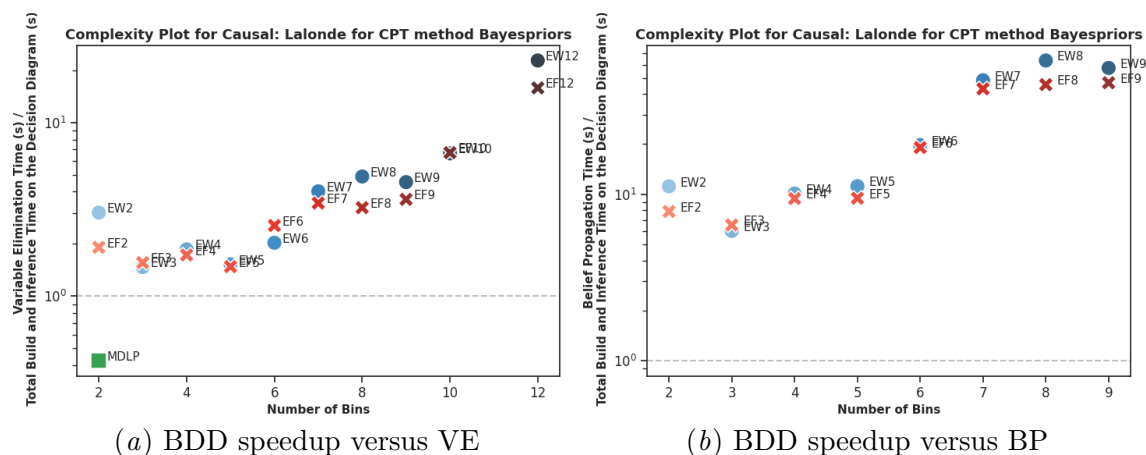 Complexity Plot for Causal: Lalonde for CPT method Bayespriors
Variable Elimination Time (s) /
Total Build and Inference Time on the Decision Diagram (s)
10^1
10^0
EW12
EF12
EF10
EW10
EW8
EW9
EW7
EF7
EF8
EF9
EW2
EF6
EF2
EW4
EF4
EW6
EF3
EW3
EW5
EF5
MDLP
2
4
6
8
10
12
Number of Bins
(a) BDD speedup versus VE
Complexity Plot for Causal: Lalonde for CPT method Bayespriors
Belief Propagation Time (s) /
Total Build and Inference Time on the Decision Diagram (s)
10^1
10^0
EW8
EW9
EW7
EF7
EF8
EF9
EW6
EF6
EW2
EW4
EW5
EF4
EF5
EF2
EF3
EW3
2
3
4
5
6
7
8
9
Number of Bins
(b) BDD speedup versus BP